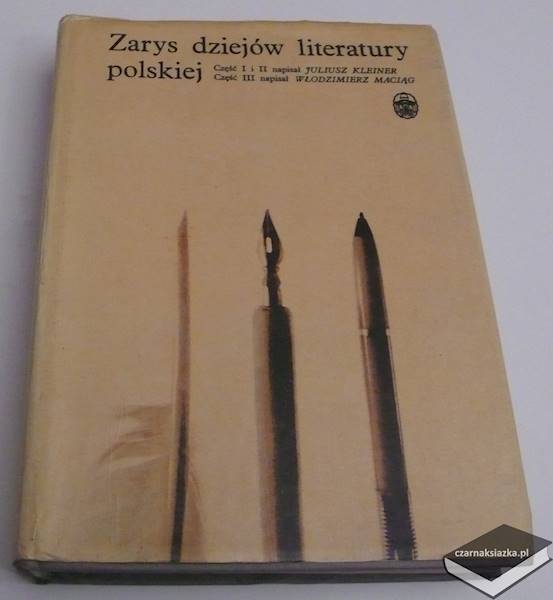 Zarys dziejów literatury
polskiej Część I i II napisał JULIUSZ KLEINER
Część III napisał WŁODZIMIERZ MACIĄG
czarnaksiazka.pl